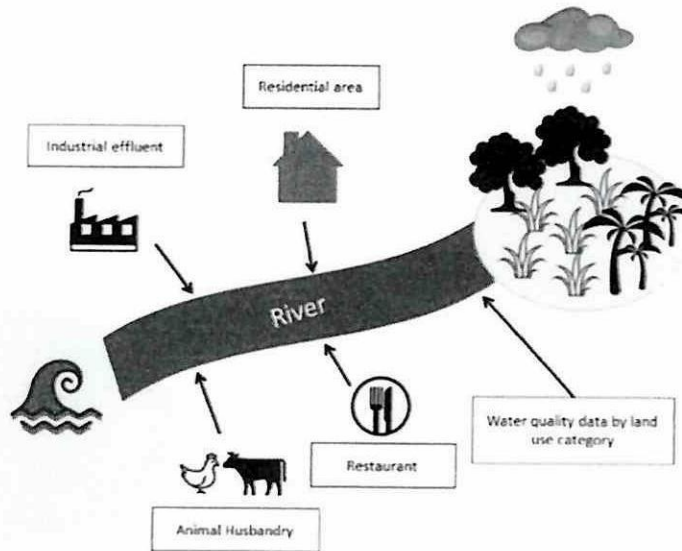 Residential area
Industrial effluent
River
Water quality data by land
use category
Restaurant
Animal Husbandry